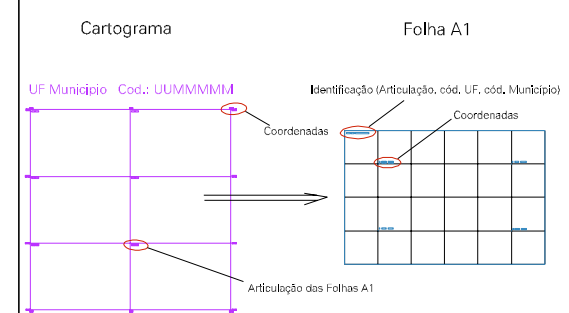 Cartograma
Folha A1
UF Município Cod.: UUMMMMM
Identificação (Articulação, cód. UF, cód. Município)
Coordenadas
Coordenadas
Articulação das Folhas A1